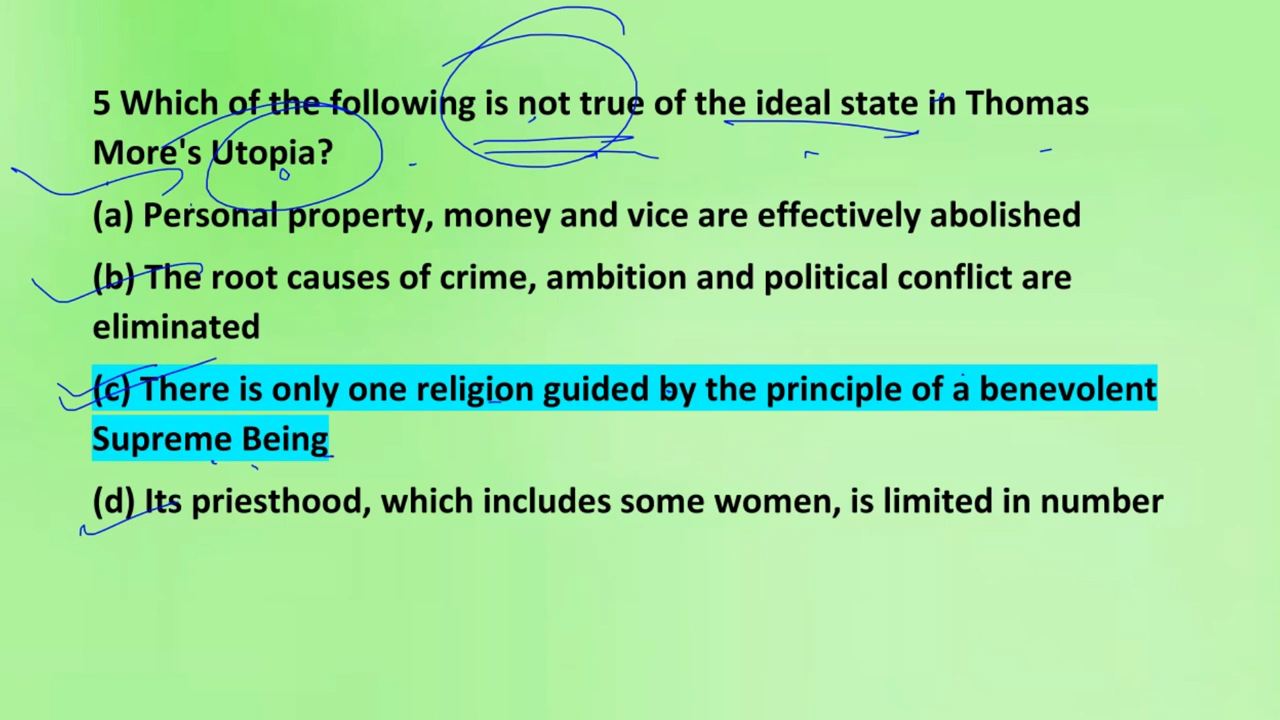 5 Which of the following is not true of the ideal state in Thomas
More's Utopia?
(a) Personal property, money and vice are effectively abolished
(b) The root causes of crime, ambition and political conflict are
eliminated
(c) There is only one religion guided by the principle of a benevolent
Supreme Being
(d) Its priesthood, which includes some women, is limited in number